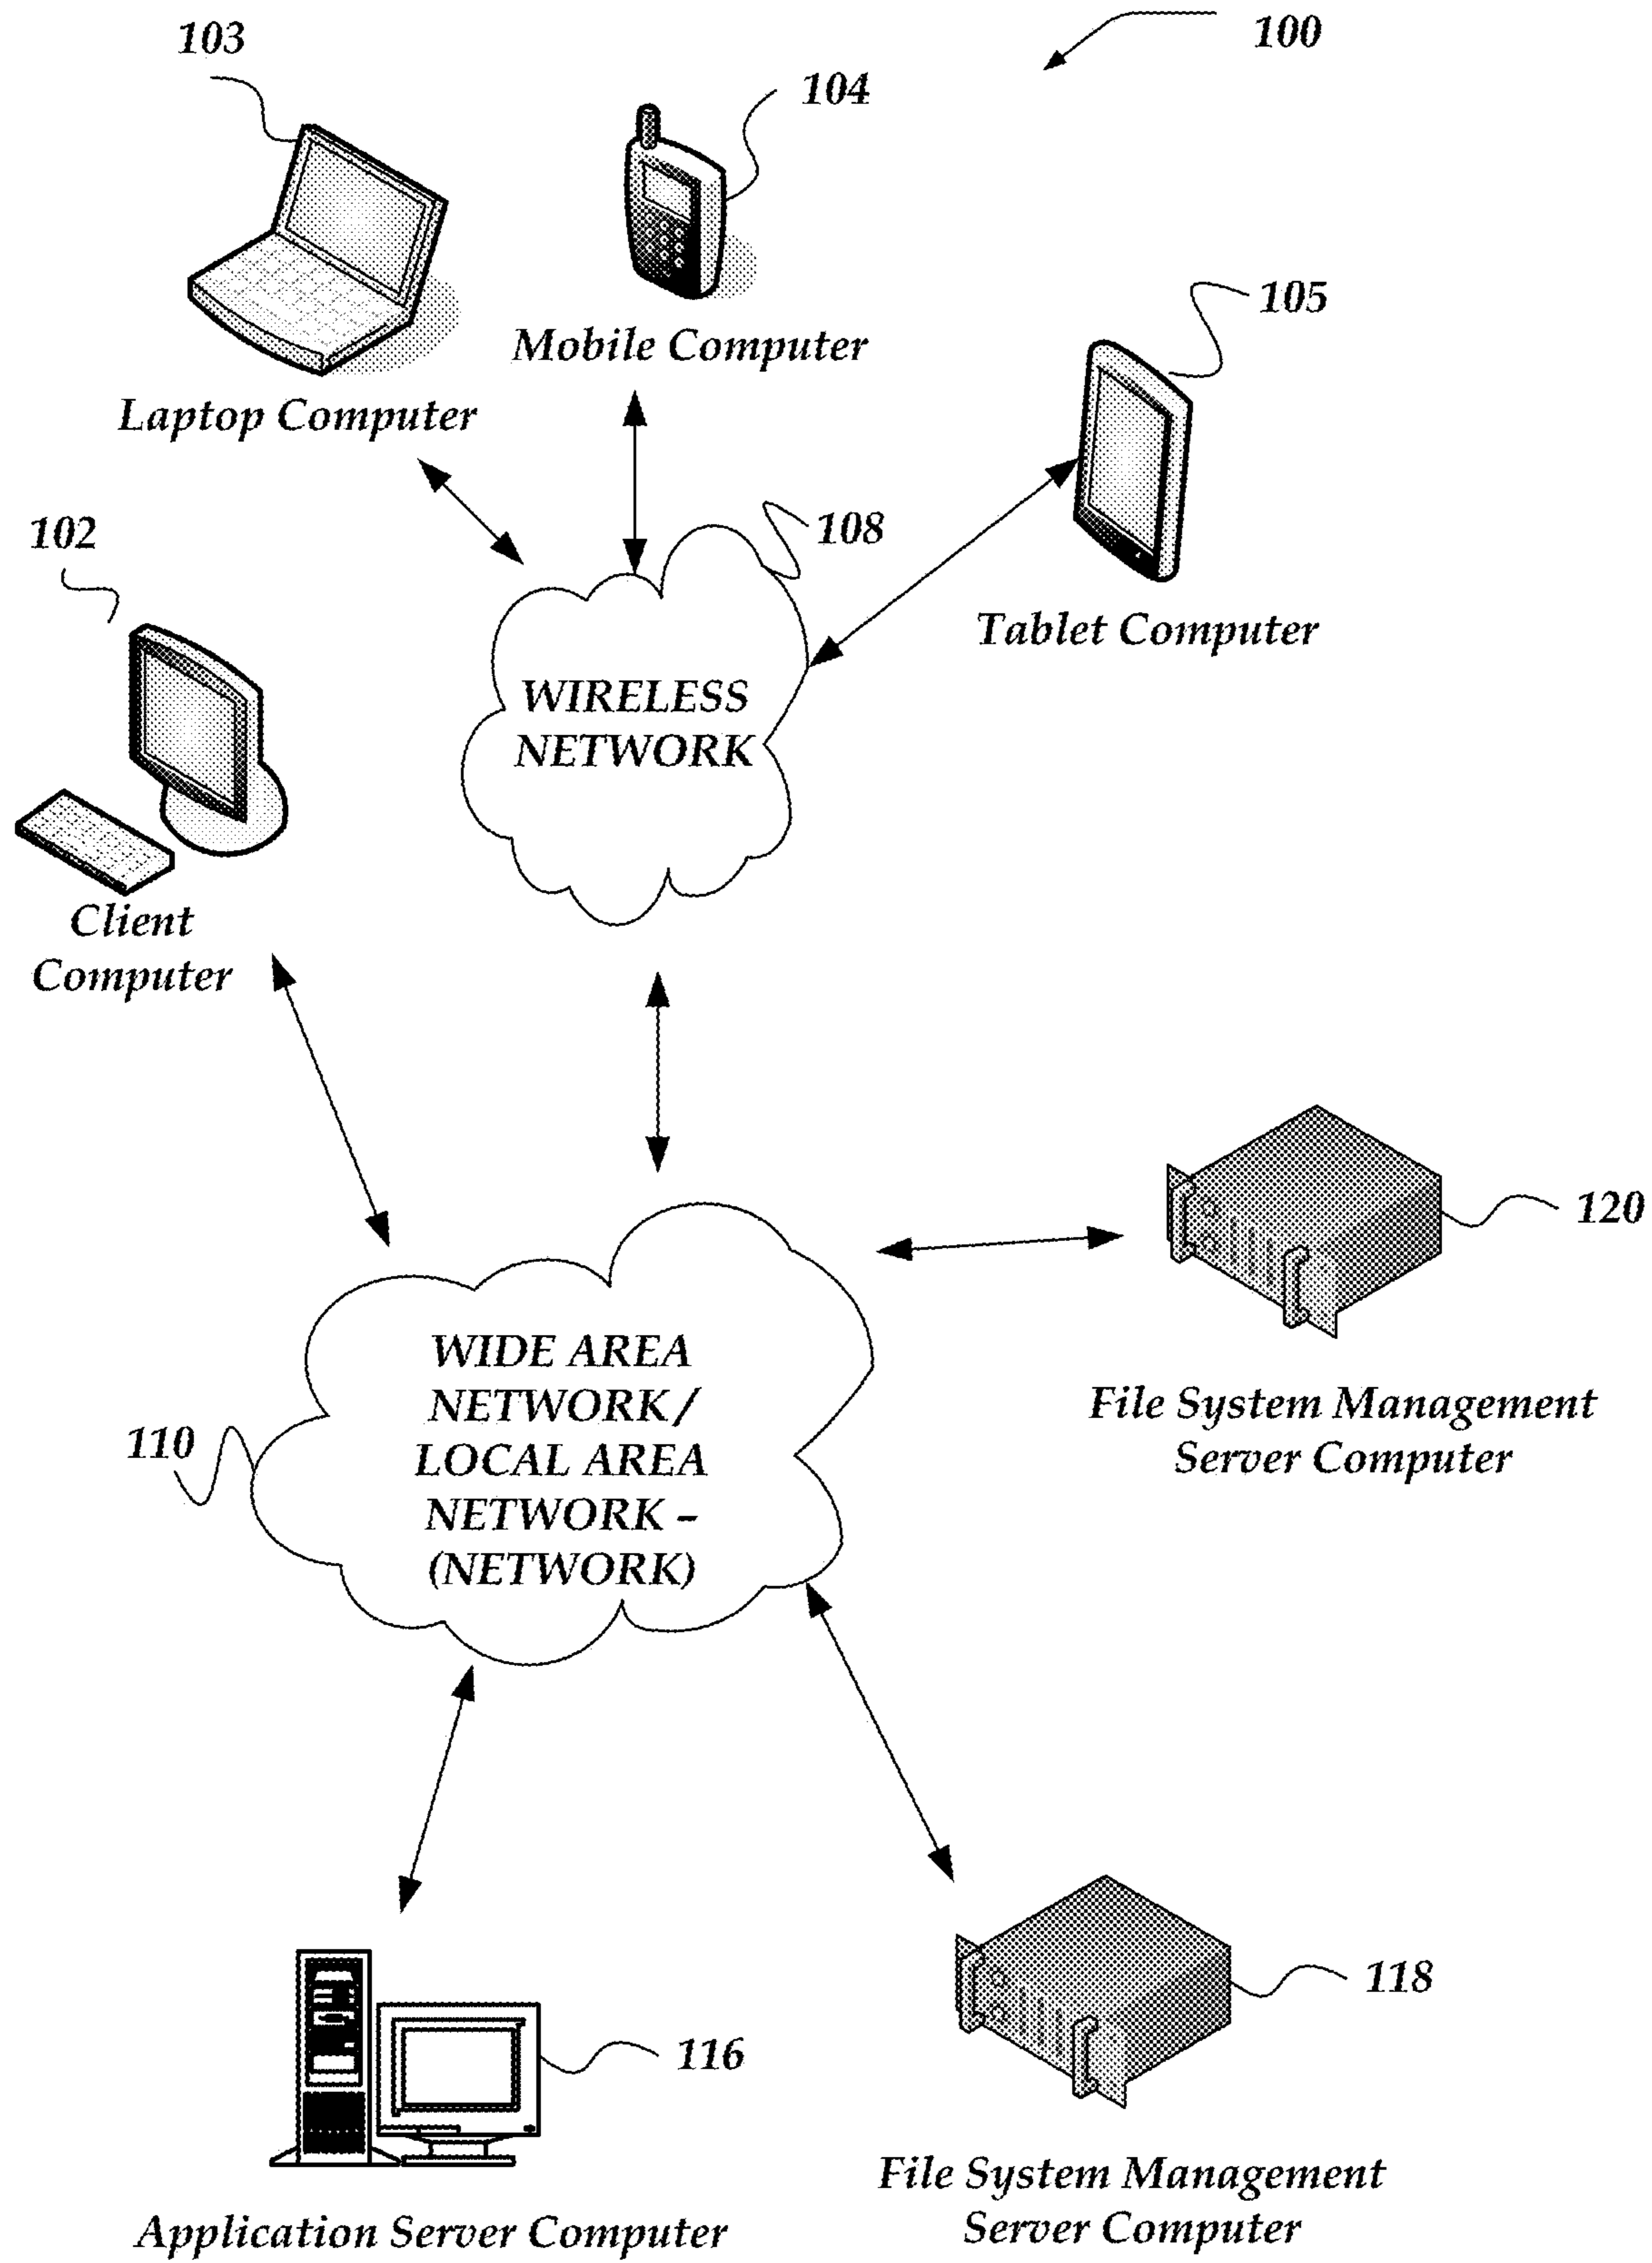 100
103
104
Laptop Computer
Mobile Computer
105
Tablet Computer
102
Client
Computer
108
WIRELESS
NETWORK
110
WIDE AREA
NETWORK/
LOCAL AREA
NETWORK –
(NETWORK)
120
File System Management
Server Computer
116
Application Server Computer
118
File System Management
Server Computer